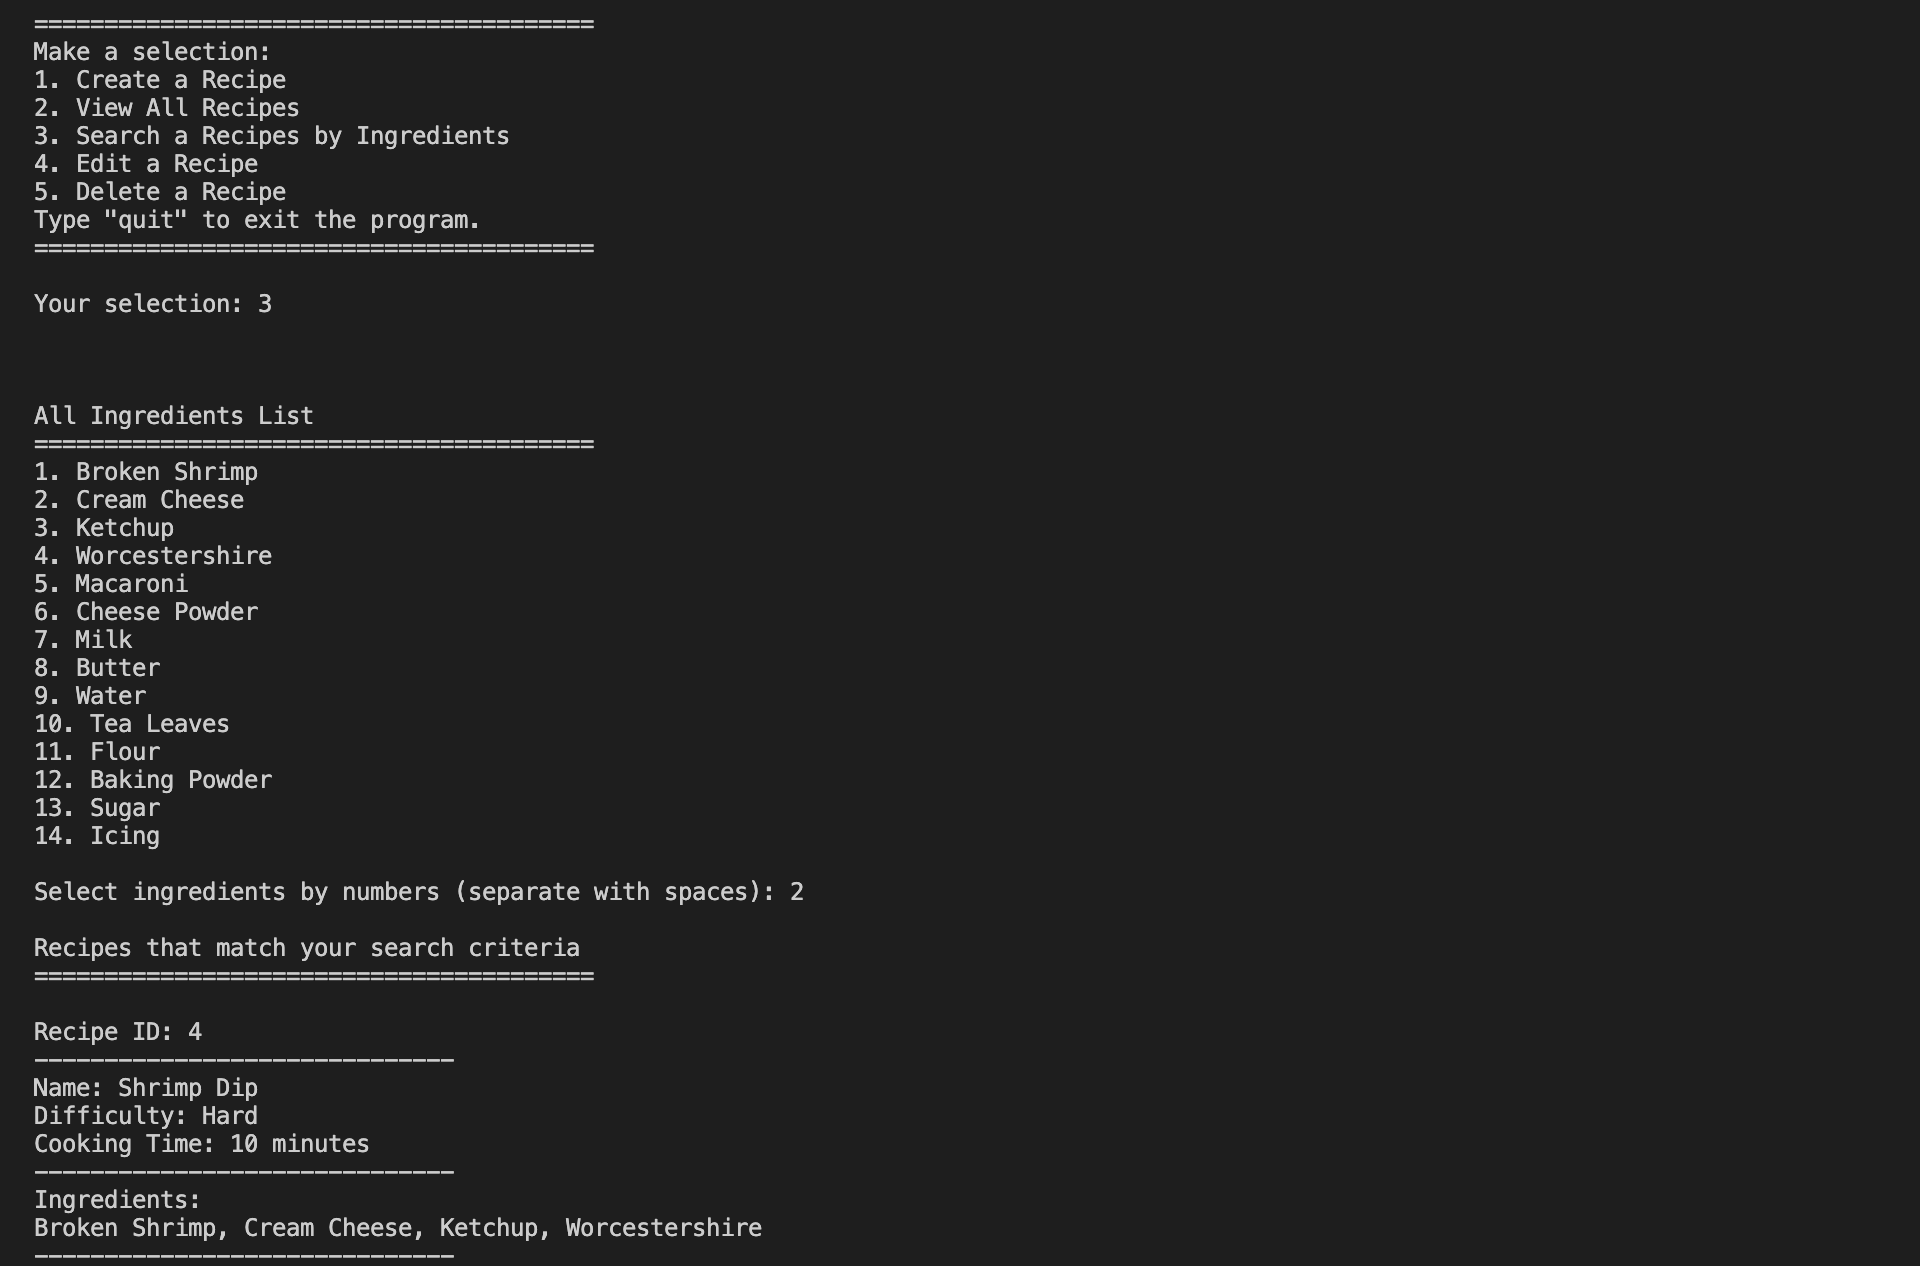 ========================================
Make a selection:
1. Create a Recipe
2. View All Recipes
3. Search a Recipes by Ingredients
4. Edit a Recipe
5. Delete a Recipe
Type "quit" to exit the program.
========================================
Your selection: 3
All Ingredients List
========================================
1. Broken Shrimp
2. Cream Cheese
3. Ketchup
4. Worcestershire
5. Macaroni
6. Cheese Powder
7. Milk
8. Butter
9. Water
10. Tea Leaves
11. Flour
12. Baking Powder
13. Sugar
14. Icing
Select ingredients by numbers (separate with spaces): 2
Recipes that match your search criteria
========================================
Recipe ID: 4
------------------------------
Name: Shrimp Dip
Difficulty: Hard
Cooking Time: 10 minutes
------------------------------
Ingredients:
Broken Shrimp, Cream Cheese, Ketchup, Worcestershire
------------------------------